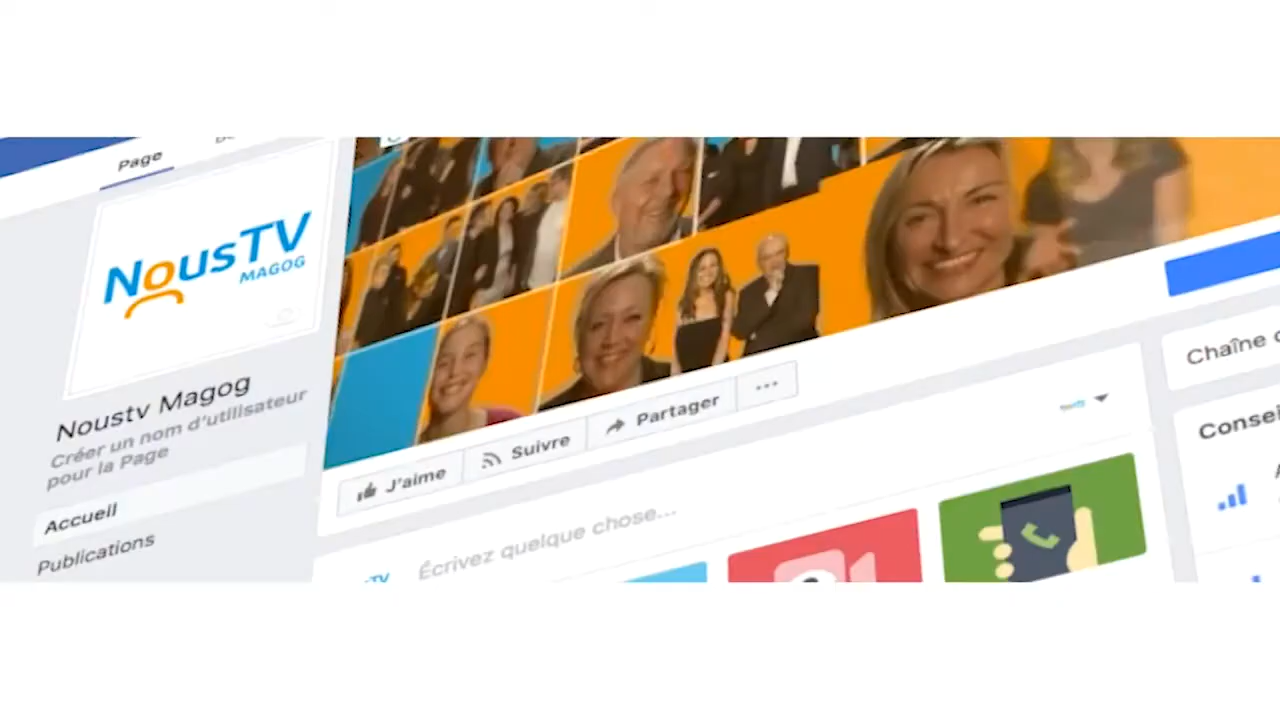 Page
NousTV
MAGOG
Noustv Magog
Créer un nom d'utilisateur
pour la Page
Accueil
Publications
J'aime
Suivre
Partager
...
Écrivez quelque chose...
TV
Chaîne
Consei